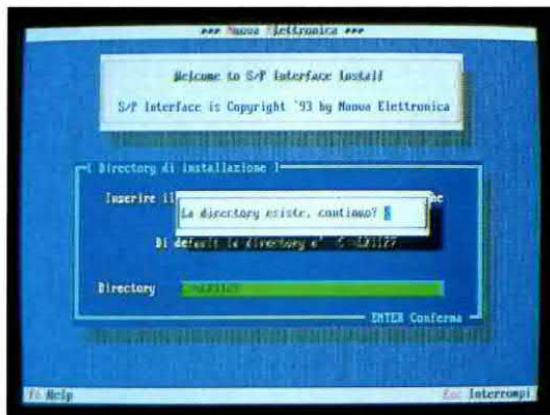 *** Nuova Elettronica ***
Welcome to S/P Interface Install
S/P Interface is Copyright '93 by Nuova Elettronica
[ Directory di installazione ]
Inserire il
La directory esiste, continuo?
Di default la directory e'
Directory
ENTER Conferma
Help
Esc Interrompi